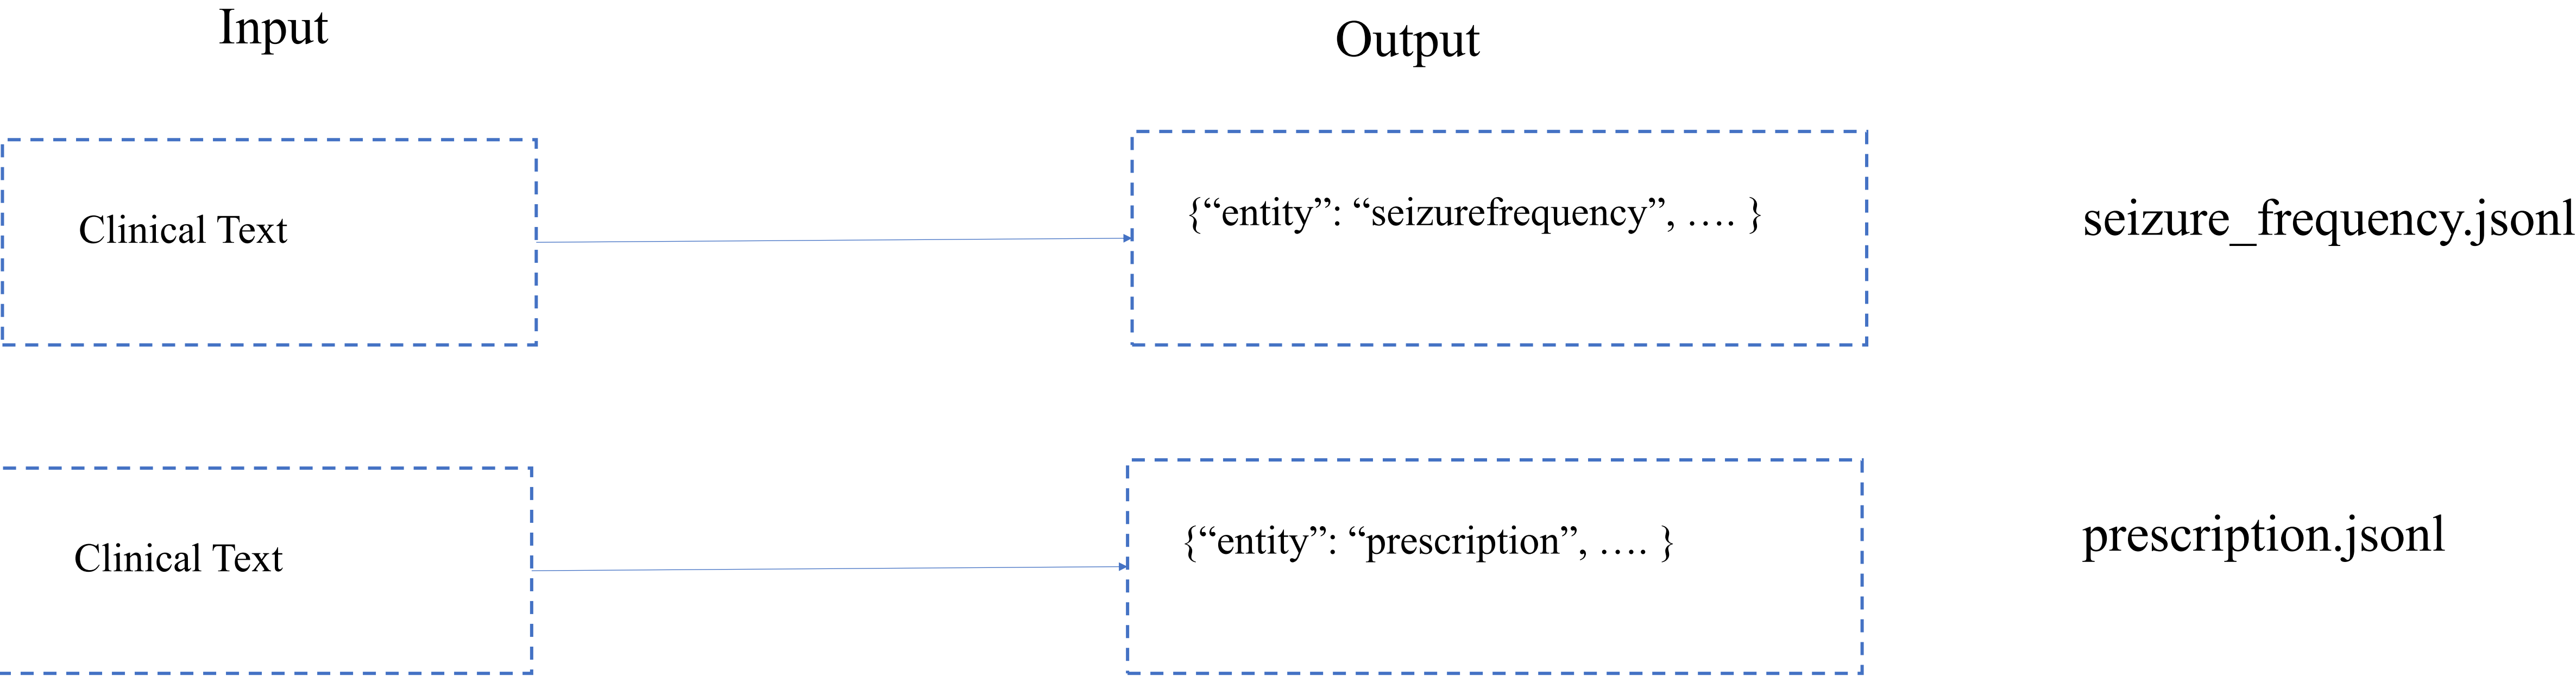 Input
Output
Clinical Text
{“entity”: “seizurefrequency”, …. }
seizure_frequency.jsonl
Clinical Text
{“entity”: “prescription”, …. }
prescription.jsonl